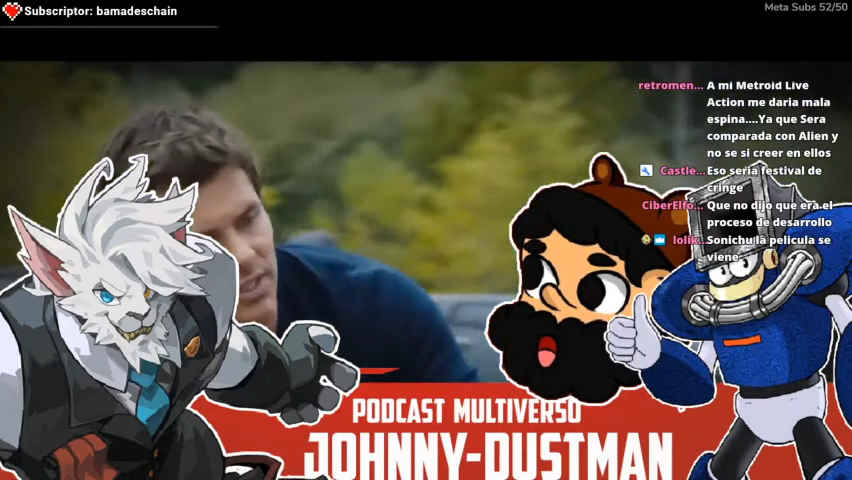 Subscriptor: bamadeschain
Meta Subs 52/50
retromen... A mi Metroid Live
Action me daria mala
espina....Ya que Sera
comparada con Alien y
no se si creer en ellos
Castle... Eso seria festival de
cringe
CiberElfo... Que no dijo que era el
proceso de desarrollo
lolik... Sonichu la pelicula se
viene
PODCAST MULTIVERSO
JOHNNY-DUSTMAN